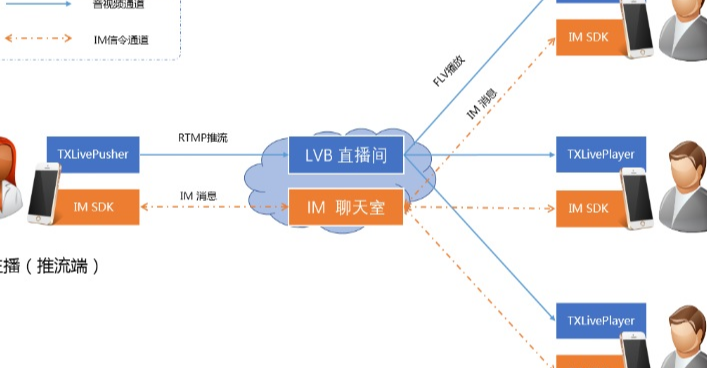 音视频通道
IM信令通道
IM SDK
FLV播放
IM 消息
TXLivePusher
RTMP推流
LVB 直播间
TXLivePlayer
IM SDK
IM 消息
IM 聊天室
IM SDK
主播（推流端）
TXLivePlayer